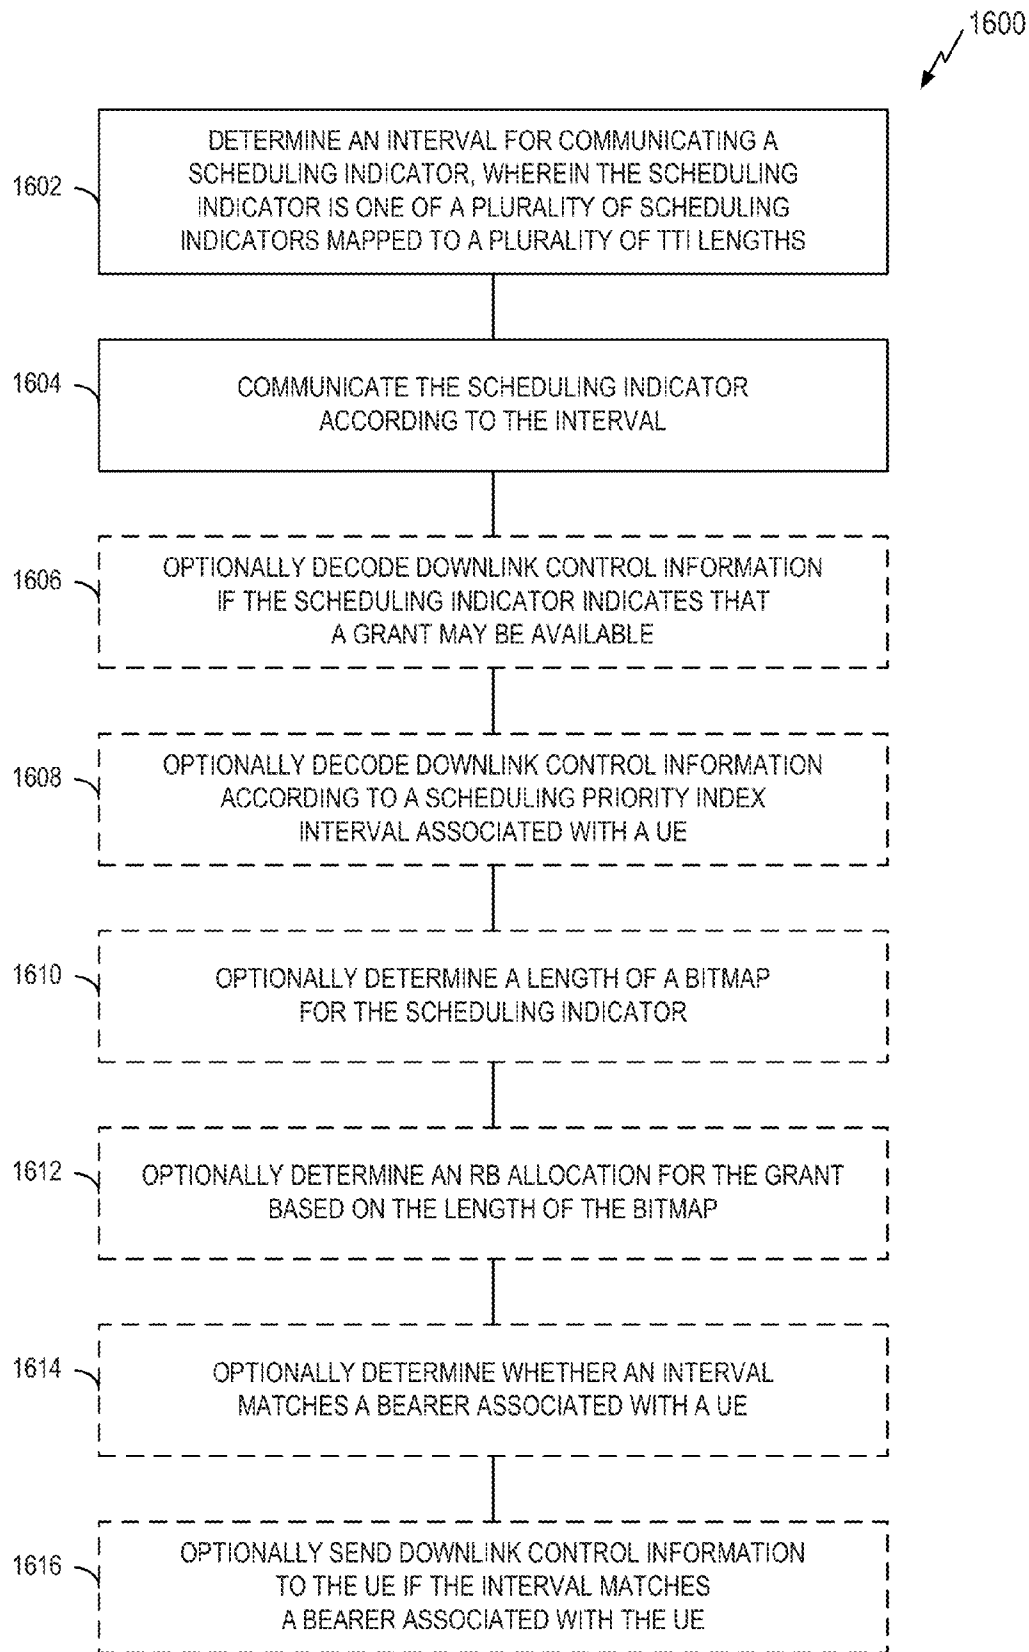 1600
1602
DETERMINE AN INTERVAL FOR COMMUNICATING A
SCHEDULING INDICATOR, WHEREIN THE SCHEDULING
INDICATOR IS ONE OF A PLURALITY OF SCHEDULING
INDICATORS MAPPED TO A PLURALITY OF TTI LENGTHS
1604
COMMUNICATE THE SCHEDULING INDICATOR
ACCORDING TO THE INTERVAL
1606
OPTIONALLY DECODE DOWNLINK CONTROL INFORMATION
IF THE SCHEDULING INDICATOR INDICATES THAT
A GRANT MAY BE AVAILABLE
1608
OPTIONALLY DECODE DOWNLINK CONTROL INFORMATION
ACCORDING TO A SCHEDULING PRIORITY INDEX
INTERVAL ASSOCIATED WITH A UE
1610
OPTIONALLY DETERMINE A LENGTH OF A BITMAP
FOR THE SCHEDULING INDICATOR
1612
OPTIONALLY DETERMINE AN RB ALLOCATION FOR THE GRANT
BASED ON THE LENGTH OF THE BITMAP
1614
OPTIONALLY DETERMINE WHETHER AN INTERVAL
MATCHES A BEARER ASSOCIATED WITH A UE
1616
OPTIONALLY SEND DOWNLINK CONTROL INFORMATION
TO THE UE IF THE INTERVAL MATCHES
A BEARER ASSOCIATED WITH THE UE